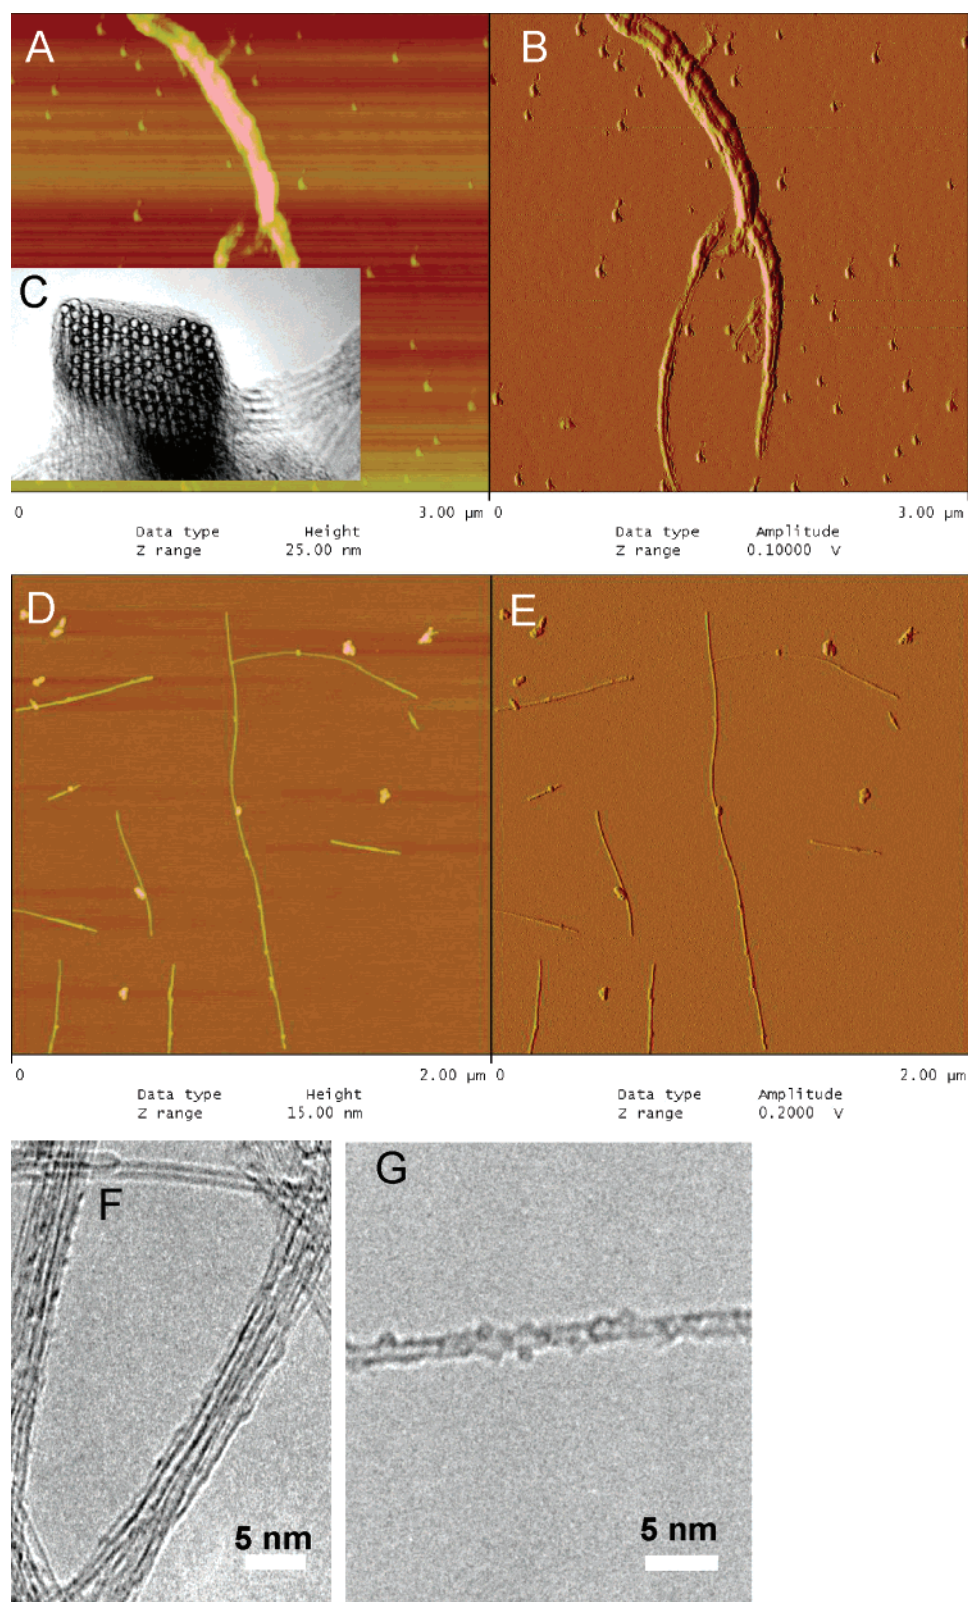 A
B
C
0 3.00 µm 0 3.00 µm
Data type Height Data type Amplitude
Z range 25.00 nm Z range 0.10000 V
D
E
0 2.00 µm 0 2.00 µm
Data type Height Data type Amplitude
Z range 15.00 nm Z range 0.2000 V
F
G
5 nm
5 nm